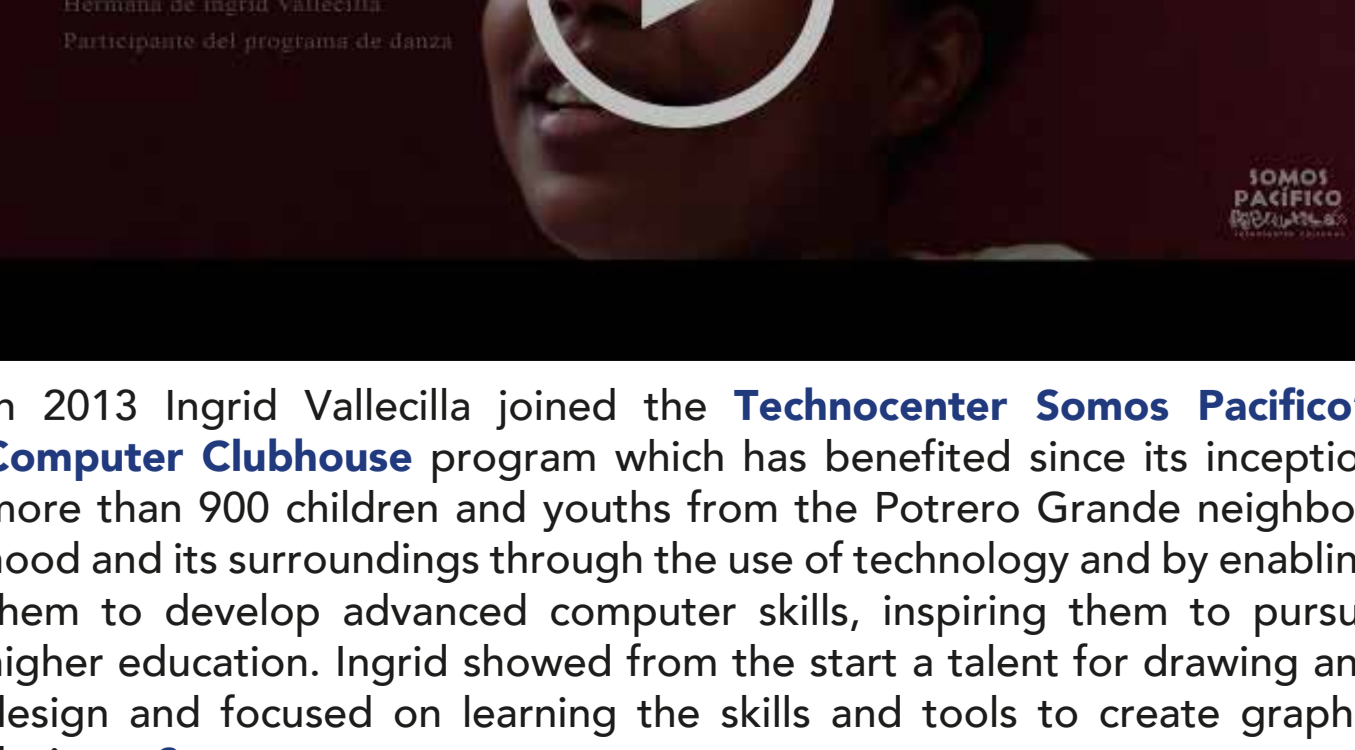 Hermana de Ingrid Vallecilla
Participante del programa de danza
SOMOS
PACÍFICO
n 2013 Ingrid Vallecilla joined the Technocenter Somos Pacifico'
Computer Clubhouse program which has benefited since its inceptio
more than 900 children and youths from the Potrero Grande neighbo
hood and its surroundings through the use of technology and by enablin
them to develop advanced computer skills, inspiring them to pursu
higher education. Ingrid showed from the start a talent for drawing an
design and focused on learning the skills and tools to create graph